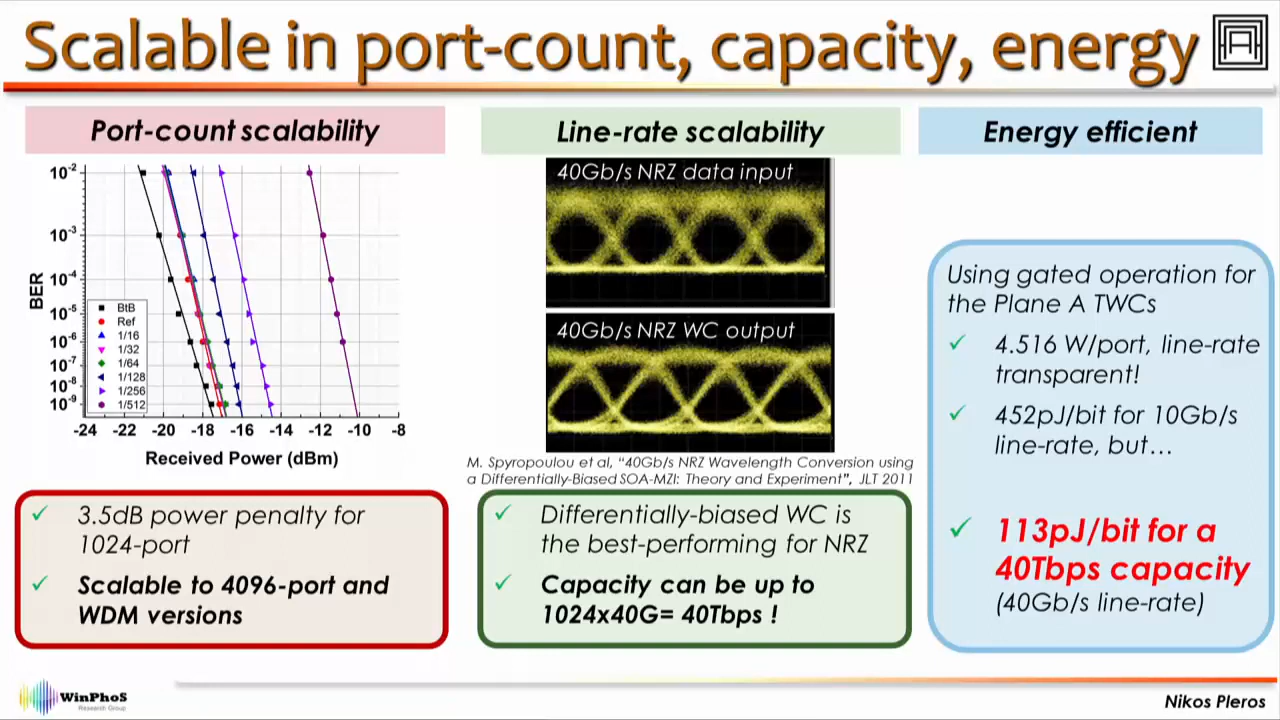 Scalable in port-count, capacity, energy
Port-count scalability
10-2
10-3
10-4
10-5
10-6
10-7
10-8
10-9
BER
BtB
Ref
1/16
1/32
1/64
1/128
1/256
1/512
-24 -22 -20 -18 -16 -14 -12 -10 -8
Received Power (dBm)
✓ 3.5dB power penalty for
1024-port
✓ Scalable to 4096-port and
WDM versions
Line-rate scalability
40Gb/s NRZ data input
40Gb/s NRZ WC output
M. Spyropoulou et al, “40Gb/s NRZ Wavelength Conversion using
a Differentially-Biased SOA-MZI: Theory and Experiment”, JLT 2011
✓ Differentially-biased WC is
the best-performing for NRZ
✓ Capacity can be up to
1024x40G= 40Tbps !
Energy efficient
Using gated operation for
the Plane A TWCs
✓ 4.516 W/port, line-rate
transparent!
✓ 452pJ/bit for 10Gb/s
line-rate, but…
✓ 113pJ/bit for a
40Tbps capacity
(40Gb/s line-rate)
WinPhoS
Research Group
Nikos Pleros